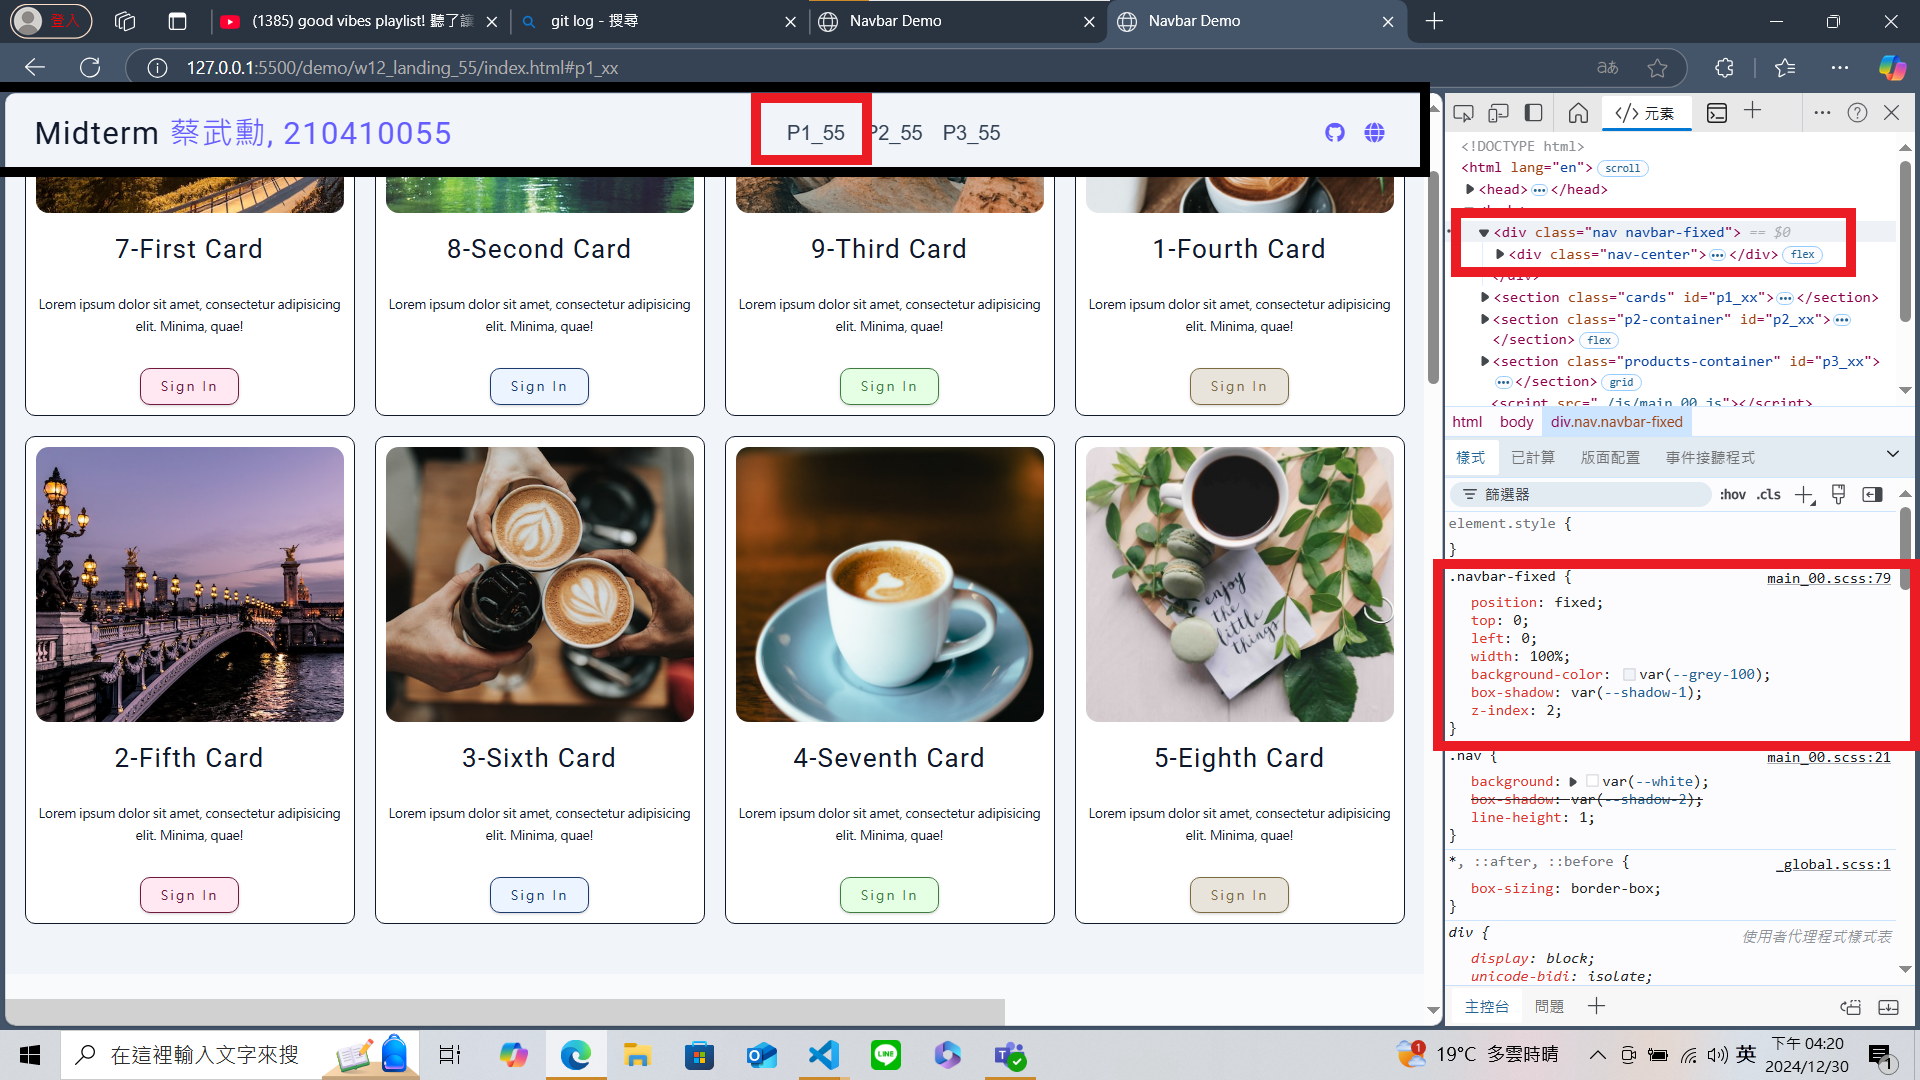 登入
(1385) good vibes playlist! 聽了讓
git log - 搜尋
Navbar Demo
Navbar Demo
127.0.0.1:5500/demo/w12_landing_55/index.html#p1_xx
Midterm 蔡武勳, 210410055
P1_55
P2_55
P3_55
7-First Card
8-Second Card
9-Third Card
1-Fourth Card
Lorem ipsum dolor sit amet, consectetur adipisicing
elit. Minima, quae!
Lorem ipsum dolor sit amet, consectetur adipisicing
elit. Minima, quae!
Lorem ipsum dolor sit amet, consectetur adipisicing
elit. Minima, quae!
Lorem ipsum dolor sit amet, consectetur adipisicing
elit. Minima, quae!
Sign In
Sign In
Sign In
Sign In
enjoy
the
little
things
2-Fifth Card
3-Sixth Card
4-Seventh Card
5-Eighth Card
Lorem ipsum dolor sit amet, consectetur adipisicing
elit. Minima, quae!
Lorem ipsum dolor sit amet, consectetur adipisicing
elit. Minima, quae!
Lorem ipsum dolor sit amet, consectetur adipisicing
elit. Minima, quae!
Lorem ipsum dolor sit amet, consectetur adipisicing
elit. Minima, quae!
Sign In
Sign In
Sign In
Sign In
元素
<!DOCTYPE html>
<html lang="en"> scroll
<head> </head>
<div class="nav navbar-fixed"> == $0
<div class="nav-center"> </div> flex
</div>
<section class="cards" id="p1_xx"> </section>
<section class="p2-container" id="p2_xx">
</section> flex
<section class="products-container" id="p3_xx">
</section> grid
<script src="./js/main_00.js"></script>
html body div.nav.navbar-fixed
樣式 已計算 版面配置 事件接聽程式
篩選器 :hov .cls
element.style {
}
.navbar-fixed { main_00.scss:79
position: fixed;
top: 0;
left: 0;
width: 100%;
background-color: var(--grey-100);
box-shadow: var(--shadow-1);
z-index: 2;
}
.nav { main_00.scss:21
background: var(--white);
box-shadow: var(--shadow-2);
line-height: 1;
}
*, ::after, ::before { _global.scss:1
box-sizing: border-box;
}
div { 使用者代理程式樣式表
display: block;
unicode-bidi: isolate;
主控台 問題
在這裡輸入文字來搜
1
19°C 多雲時晴
英
下午 04:20
2024/12/30
1